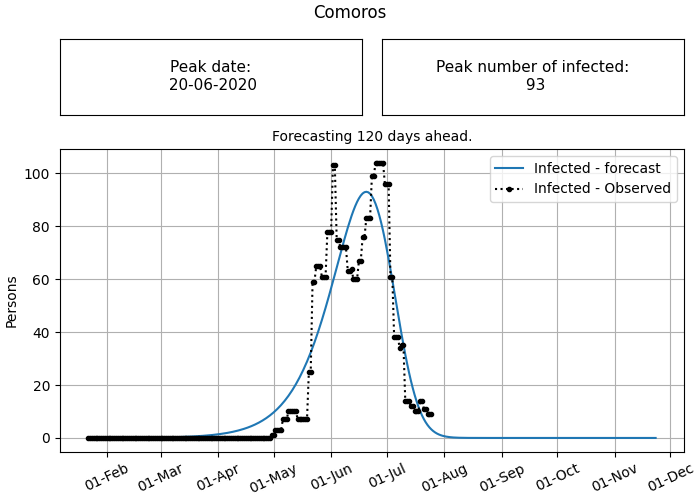 Comoros
Peak date:
20-06-2020
Peak number of infected:
93
Forecasting 120 days ahead.
Infected - forecast
Infected - Observed
Persons
100
80
60
40
20
0
01-Feb
01-Mar
01-Apr
01-May
01-Jun
01-Jul
01-Aug
01-Sep
01-Oct
01-Nov
01-Dec